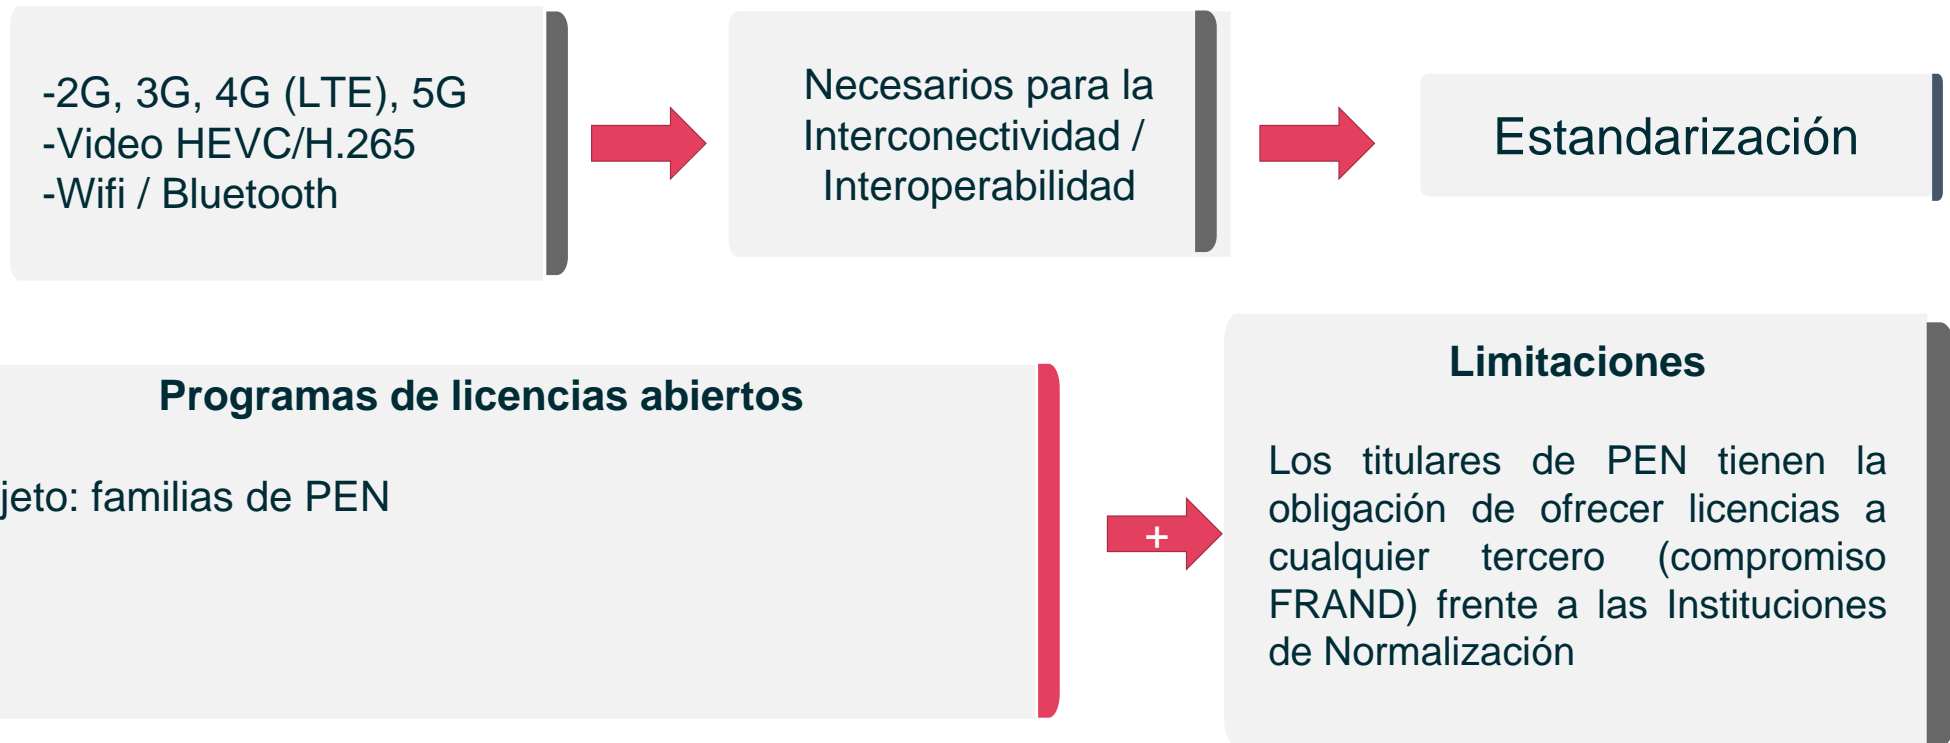 -2G, 3G, 4G (LTE), 5G
-Video HEVC/H.265
-Wifi / Bluetooth
Necesarios para la
Interconectividad /
Interoperabilidad
Estandarización
Programas de licencias abiertos
jeto: familias de PEN
+
Limitaciones
Los titulares de PEN tienen la
obligación de ofrecer licencias a
cualquier tercero (compromiso
FRAND) frente a las Instituciones
de Normalización